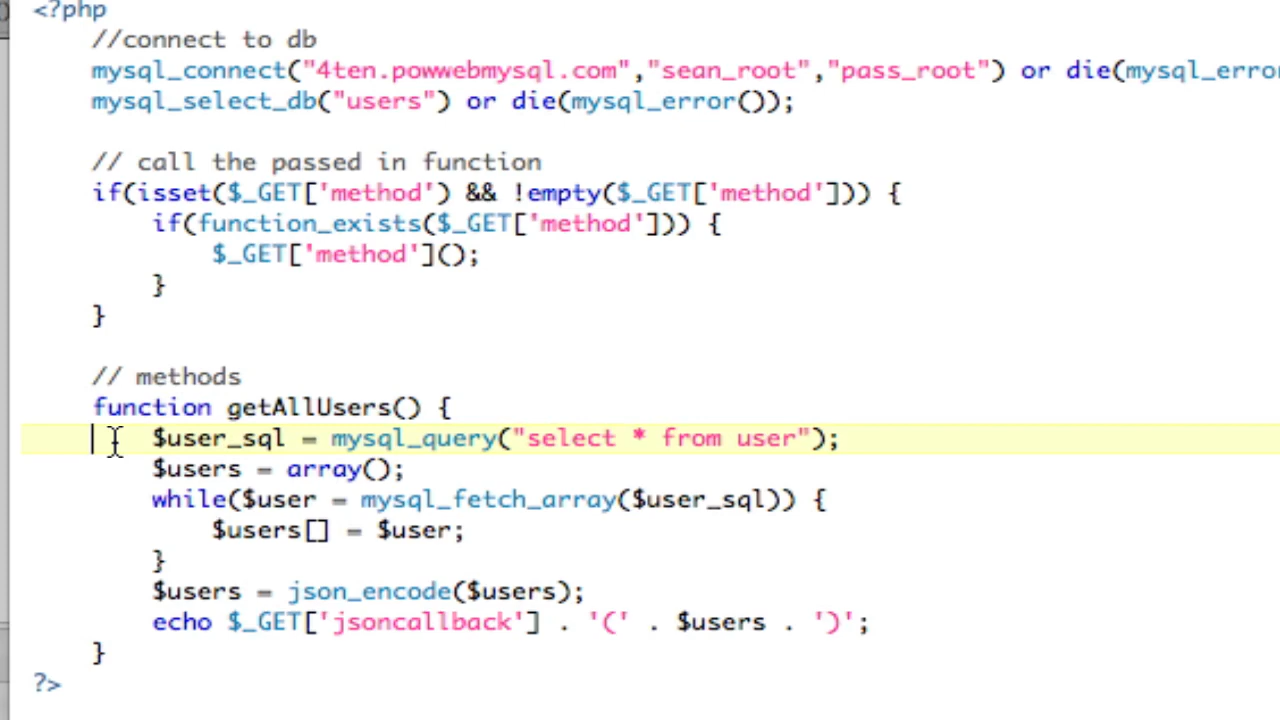 <?php
//connect to db
mysql_connect("4ten.powwebmysql.com","sean_root","pass_root") or die(mysql_erro
mysql_select_db("users") or die(mysql_error());
// call the passed in function
if(isset($_GET['method') && !empty($_GET['method'])) {
if(function_exists($_GET['method'])) {
$_GET['method']();
}
}
// methods
function getAllUsers() {
$user_sql = mysql_query("select * from user");
$users = array();
while($user = mysql_fetch_array($user_sql)) {
$users[] = $user;
}
$users = json_encode($users);
echo $_GET['jsoncallback'] . '(' . $users . ')';
}
?>